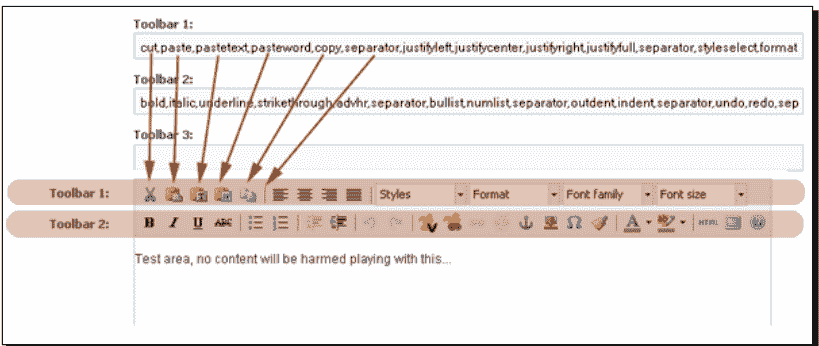 Toolbar 1:
cut,paste,pastetext,pasteword,copy,separator,justifyleft,justifycenter,justifyright,justifyfull,separator,styleselect,format
Toolbar 2:
bold,italic,underline,strikethrough,advhr,separator,bullist,numlist,separator,outdent,indent,separator,undo,redo,sep
Toolbar 3:
Toolbar 1: Styles Format Font family Font size
Toolbar 2: B I U ABC A HTML
Test area, no content will be harmed playing with this...